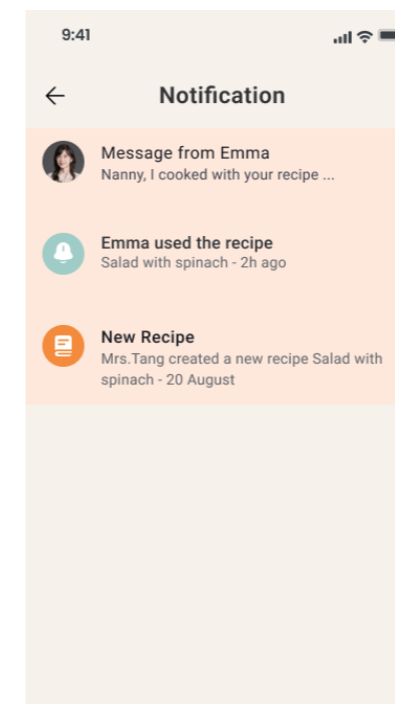 9:41
Notification
Message from Emma
Nanny, I cooked with your recipe ...
Emma used the recipe
Salad with spinach - 2h ago
New Recipe
Mrs.Tang created a new recipe Salad with
spinach - 20 August